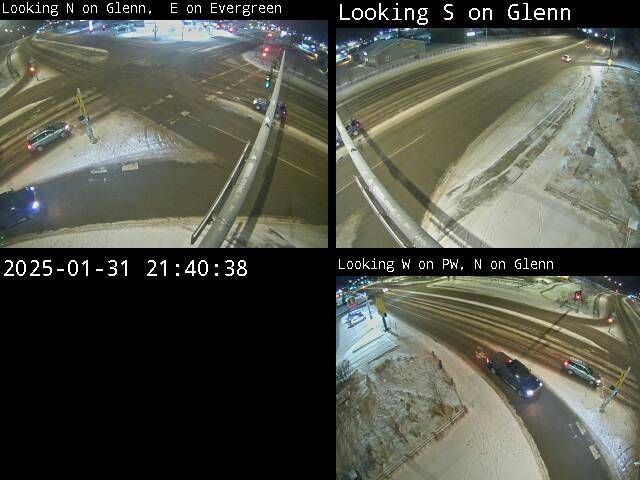 Looking N on Glenn, E on Evergreen
Looking S on Glenn
2025-01-31 21:40:38
Looking W on PW, N on Glenn